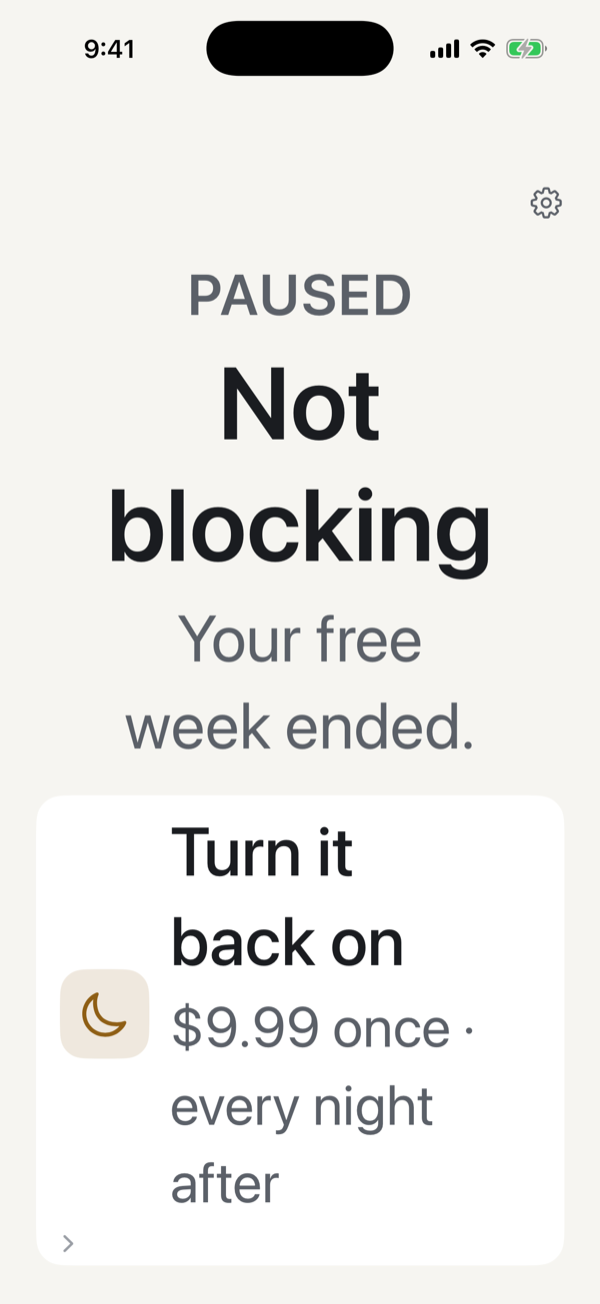 9:41
PAUSED
Not
blocking
Your free
week ended.
Turn it
back on
$9.99 once ·
every night
after